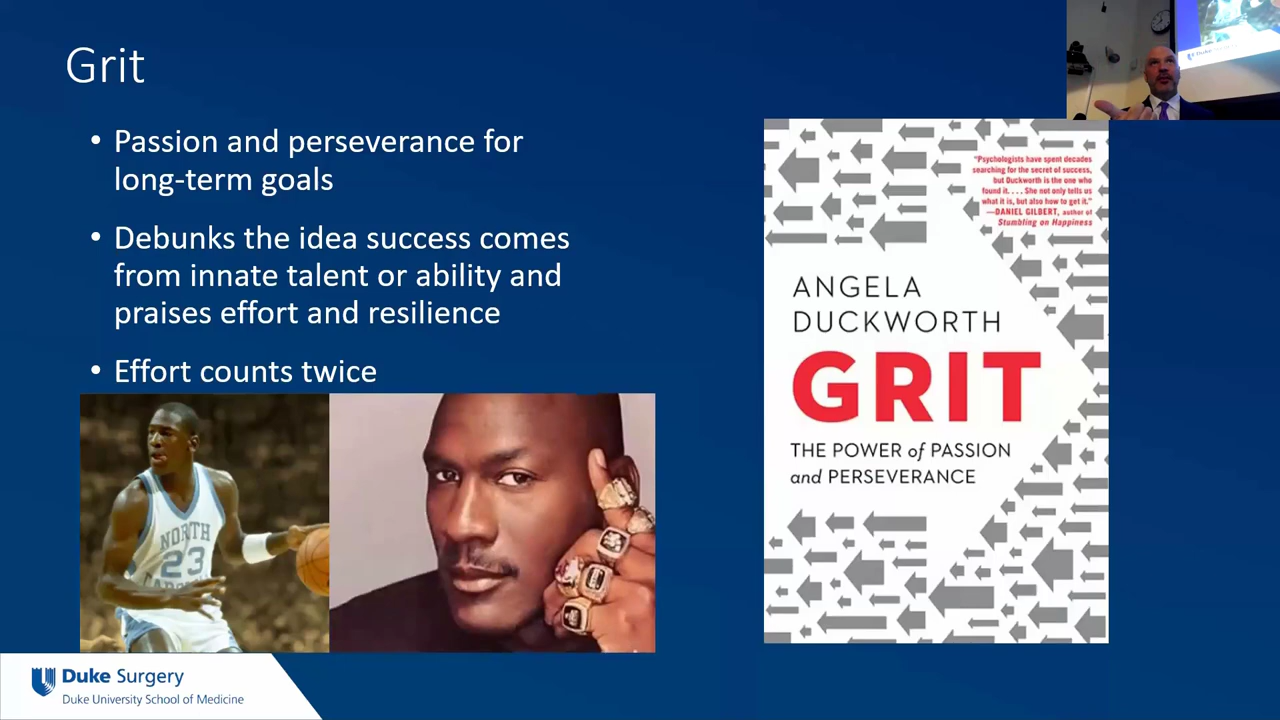 Grit
• Passion and perseverance for
long-term goals
• Debunks the idea success comes
from innate talent or ability and
praises effort and resilience
• Effort counts twice
NORTH
23
"Psychologists have spent decades
searching for the secret of success,
but Duckworth is the one who
found it. . . . She not only tells us
what it is, but also how to get it."
—DANIEL GILBERT, author of
Stumbling on Happiness
ANGELA
DUCKWORTH
GRIT
THE POWER of PASSION
and PERSEVERANCE
Duke Surgery
Duke University School of Medicine